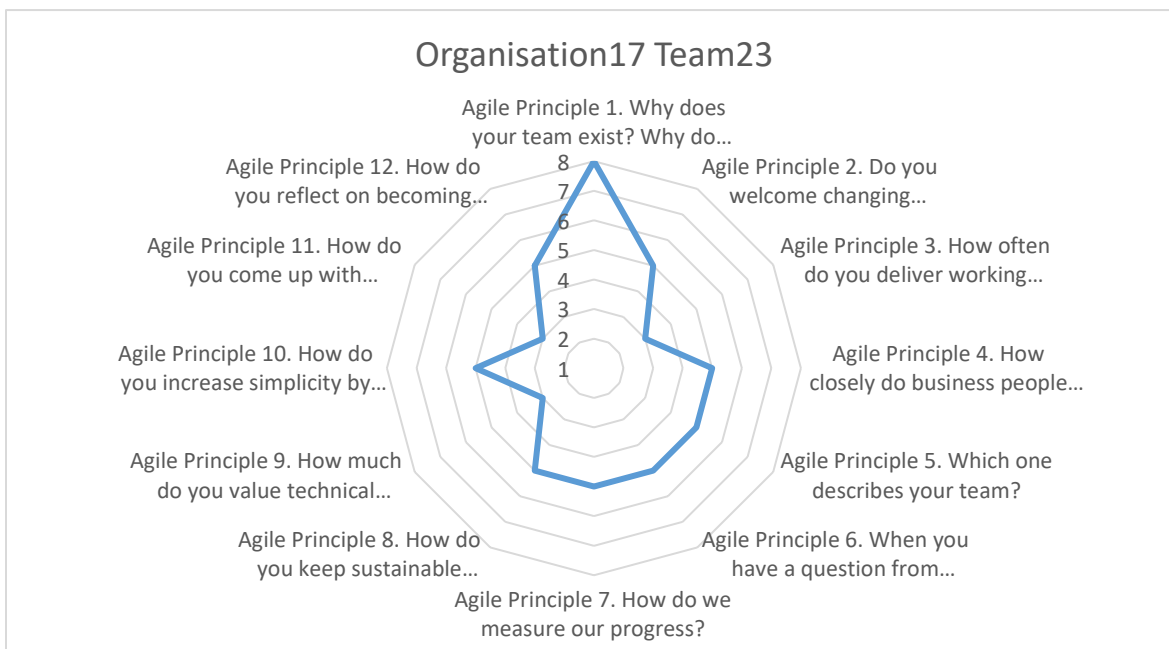 Organisation17 Team23
Agile Principle 1. Why does
your team exist? Why do…
Agile Principle 2. Do you
welcome changing…
Agile Principle 3. How often
do you deliver working…
Agile Principle 4. How
closely do business people…
Agile Principle 5. Which one
describes your team?
Agile Principle 6. When you
have a question from…
Agile Principle 7. How do we
measure our progress?
Agile Principle 8. How do
you keep sustainable…
Agile Principle 9. How much
do you value technical…
Agile Principle 10. How do
you increase simplicity by…
Agile Principle 11. How do
you come up with…
Agile Principle 12. How do
you reflect on becoming…
8
7
6
5
4
3
2
1